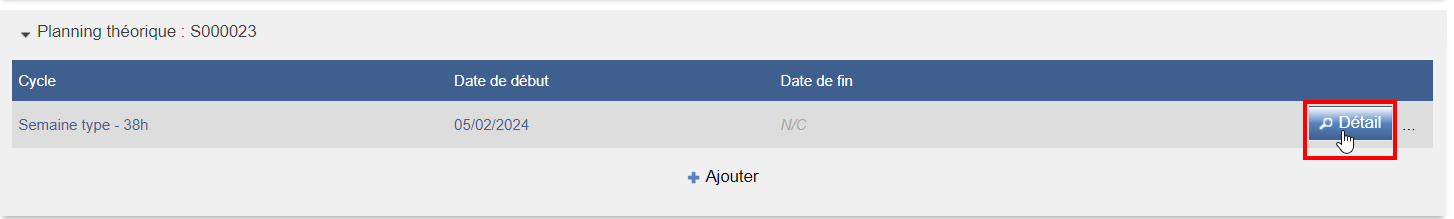 Planning théorique : S000023
Cycle Date de début Date de fin
Semaine type - 38h 05/02/2024 N/C Détail ...
Ajouter